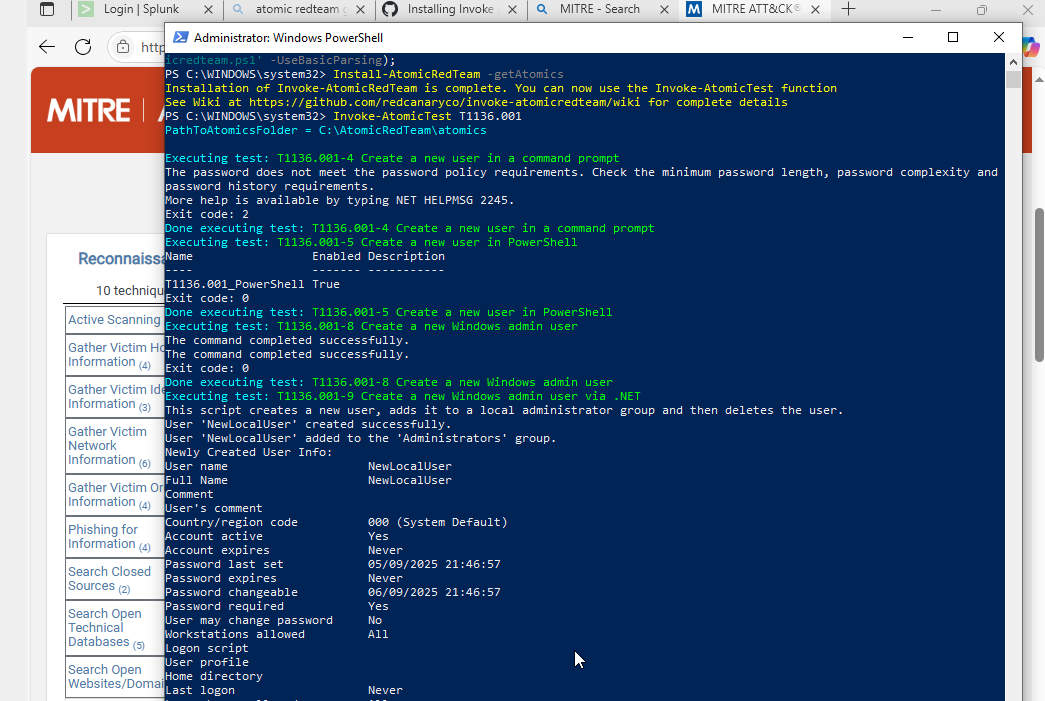 Login | Splunk
atomic redteam g
Installing Invoke
MITRE - Search
MITRE ATT&CK®
Administrator: Windows PowerShell
http
MITRE
icredteam.ps1' -UseBasicParsing);
PS C:\WINDOWS\system32> Install-AtomicRedTeam -getAtomics
Installation of Invoke-AtomicRedTeam is complete. You can now use the Invoke-AtomicTest function
See Wiki at https://github.com/redcanaryco/invoke-atomicredteam/wiki for complete details
PS C:\WINDOWS\system32> Invoke-AtomicTest T1136.001
PathToAtomicsFolder = C:\AtomicRedTeam\atomics
Executing test: T1136.001-4 Create a new user in a command prompt
The password does not meet the password policy requirements. Check the minimum password length, password complexity and
password history requirements.
More help is available by typing NET HELPMSG 2245.
Exit code: 2
Done executing test: T1136.001-4 Create a new user in a command prompt
Executing test: T1136.001-5 Create a new user in PowerShell
Name Enabled Description
---- ------- -----------
T1136.001_PowerShell True
Exit code: 0
Done executing test: T1136.001-5 Create a new user in PowerShell
Executing test: T1136.001-8 Create a new Windows admin user
The command completed successfully.
The command completed successfully.
Exit code: 0
Done executing test: T1136.001-8 Create a new Windows admin user
Executing test: T1136.001-9 Create a new Windows admin user via .NET
This script creates a new user, adds it to a local administrator group and then deletes the user.
User 'NewLocalUser' created successfully.
User 'NewLocalUser' added to the 'Administrators' group.
Newly Created User Info:
User name NewLocalUser
Full Name NewLocalUser
Comment
User's comment
Country/region code 000 (System Default)
Account active Yes
Account expires Never
Password last set 05/09/2025 21:46:57
Password expires Never
Password changeable 06/09/2025 21:46:57
Password required Yes
User may change password No
Workstations allowed All
Logon script
User profile
Home directory
Last logon Never
Reconnaissa
10 techniqu
Active Scanning
Gather Victim Ho
Information (4)
Gather Victim Ide
Information (3)
Gather Victim
Network
Information (6)
Gather Victim Or
Information (4)
Phishing for
Information (4)
Search Closed
Sources (2)
Search Open
Technical
Databases (5)
Search Open
Websites/Domai